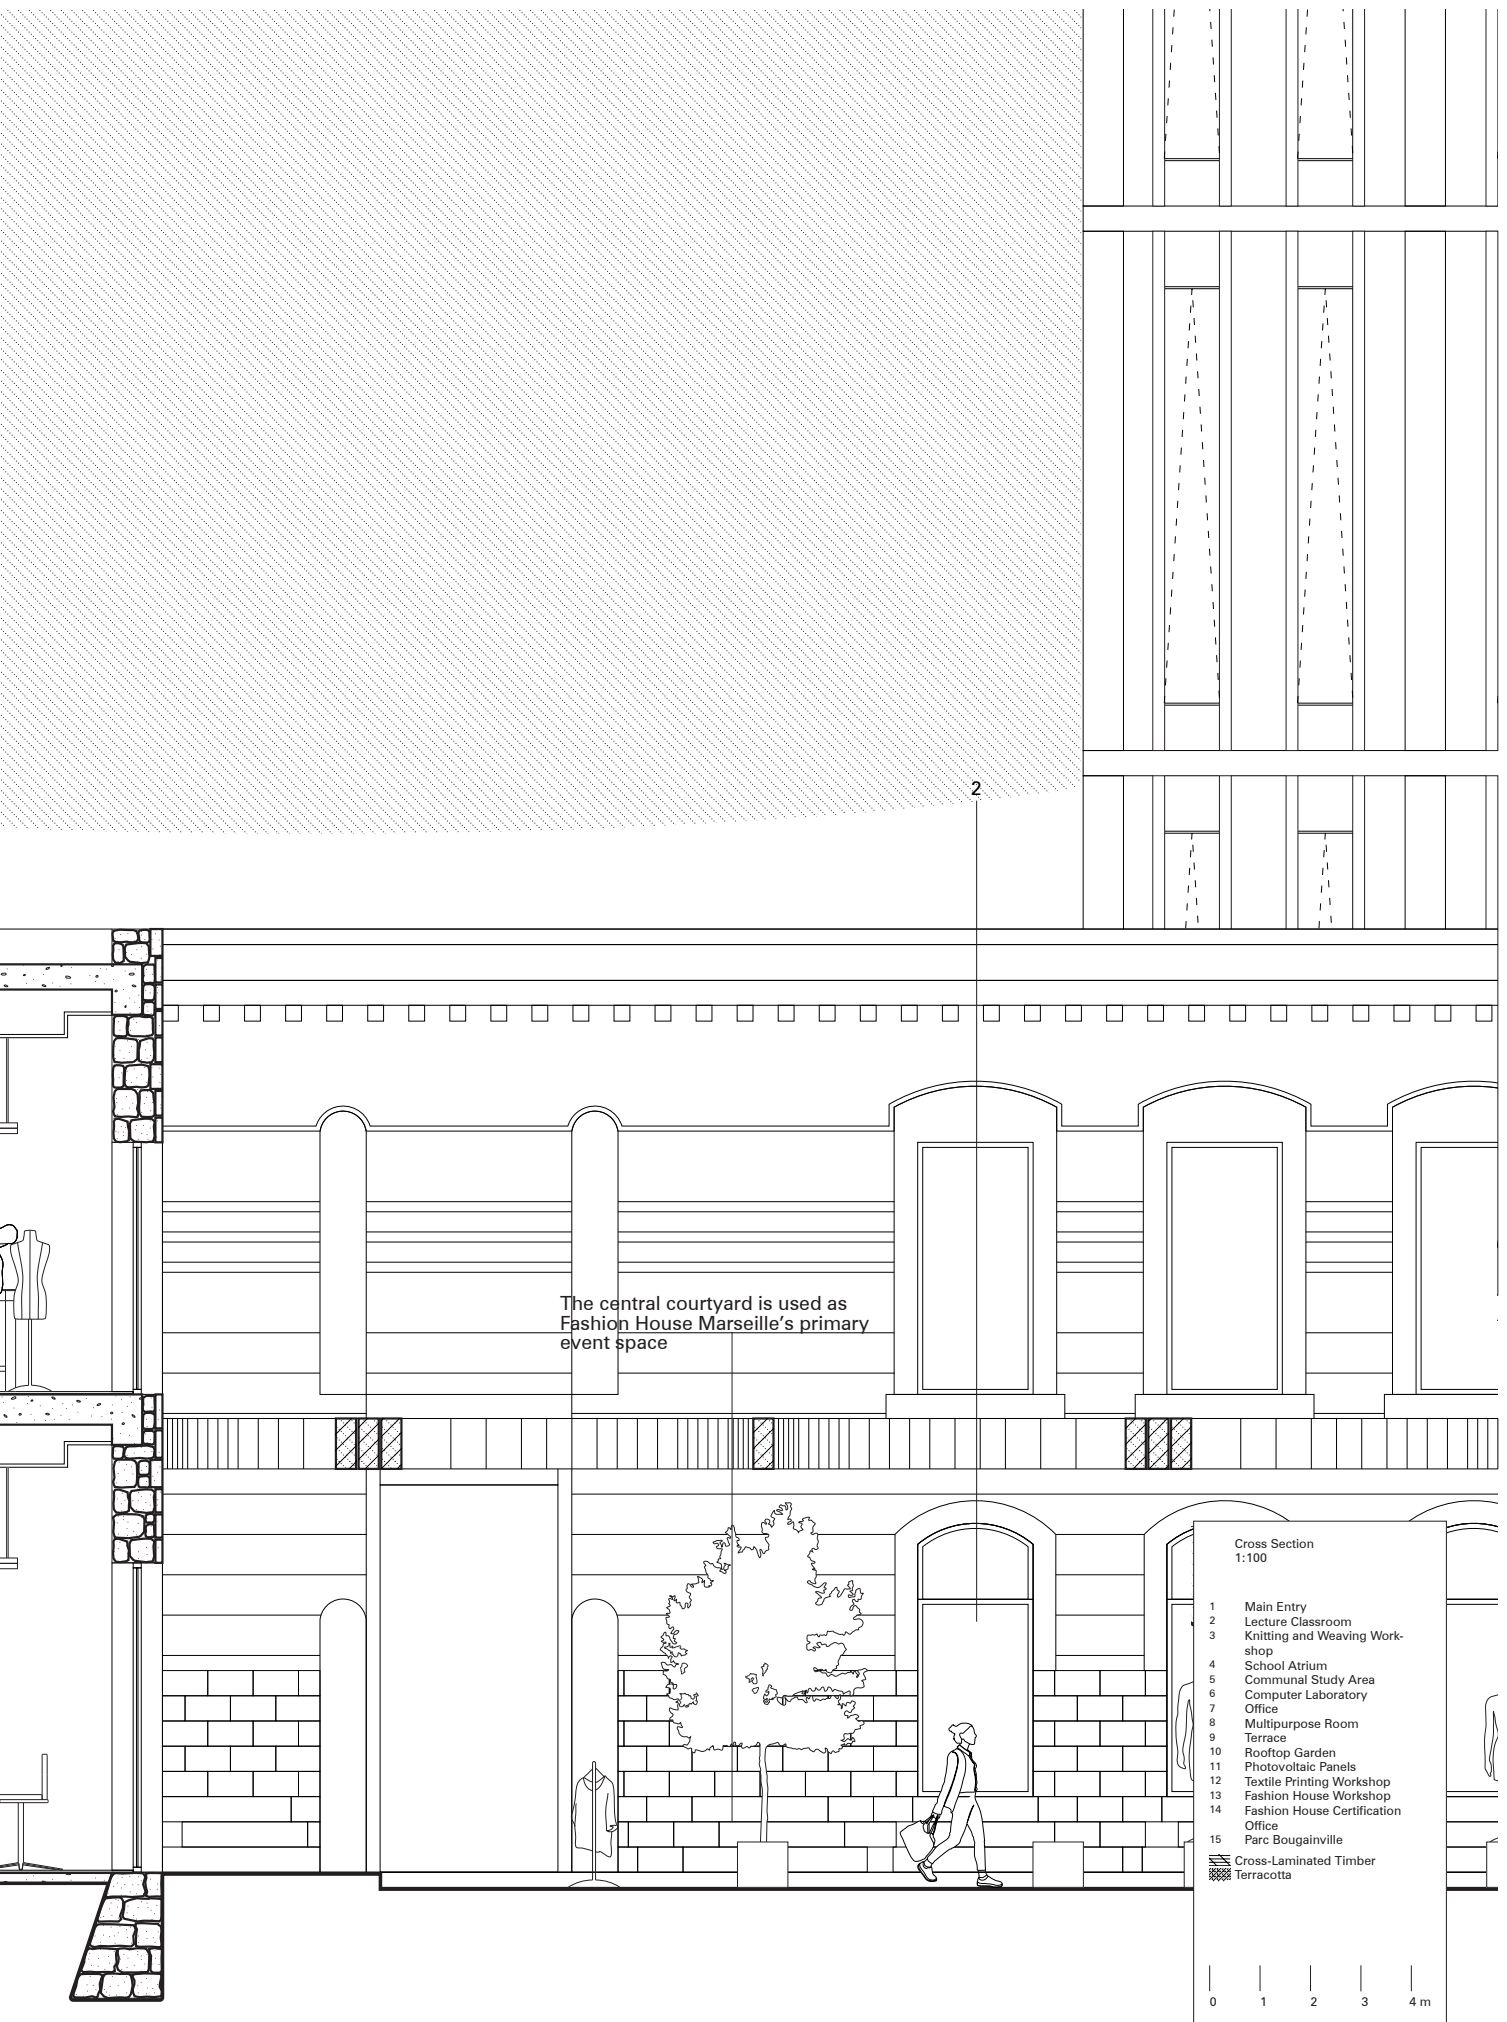 2
The central courtyard is used as
Fashion House Marseille's primary
event space
Cross Section
1:100
1 Main Entry
2 Lecture Classroom
3 Knitting and Weaving Work-
shop
4 School Atrium
5 Communal Study Area
6 Computer Laboratory
7 Office
8 Multipurpose Room
9 Terrace
10 Rooftop Garden
11 Photovoltaic Panels
12 Textile Printing Workshop
13 Fashion House Workshop
14 Fashion House Certification
Office
15 Parc Bougainville
Cross-Laminated Timber
Terracotta
0 1 2 3 4 m